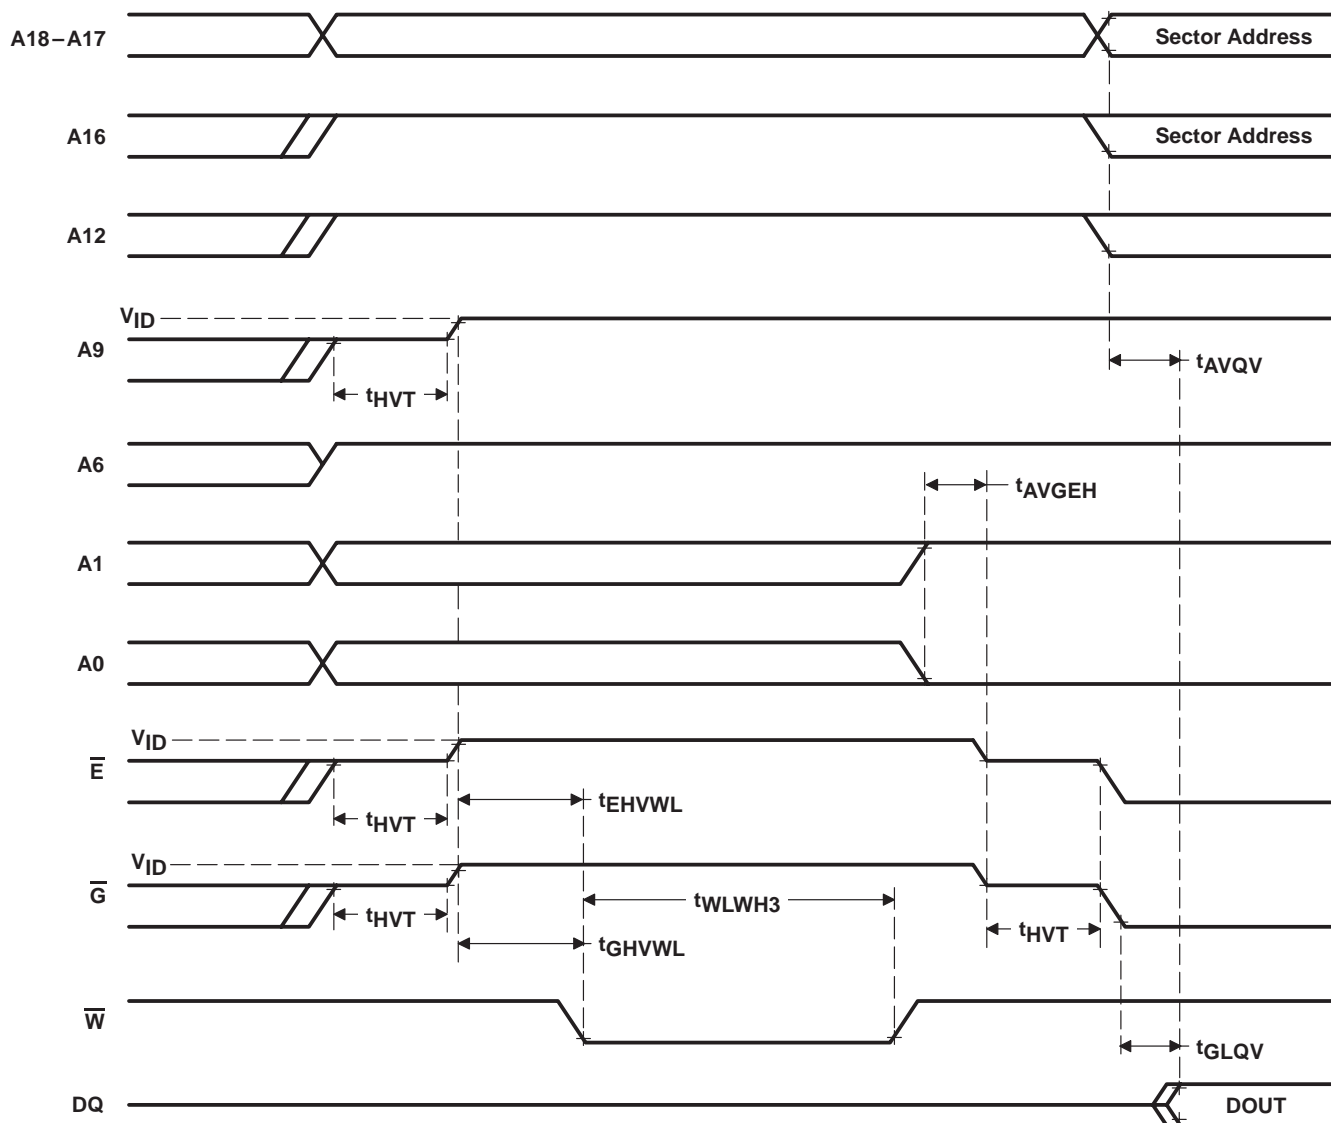 A18–A17
Sector Address
A16
Sector Address
A12
VID
A9
tAVQV
tHVT
A6
tAVGEH
A1
A0
VID
E̅
tEHVWL
tHVT
VID
G̅
tWLWH3
tHVT
tHVT
tGHVWL
W̅
tGLQV
DQ
DOUT